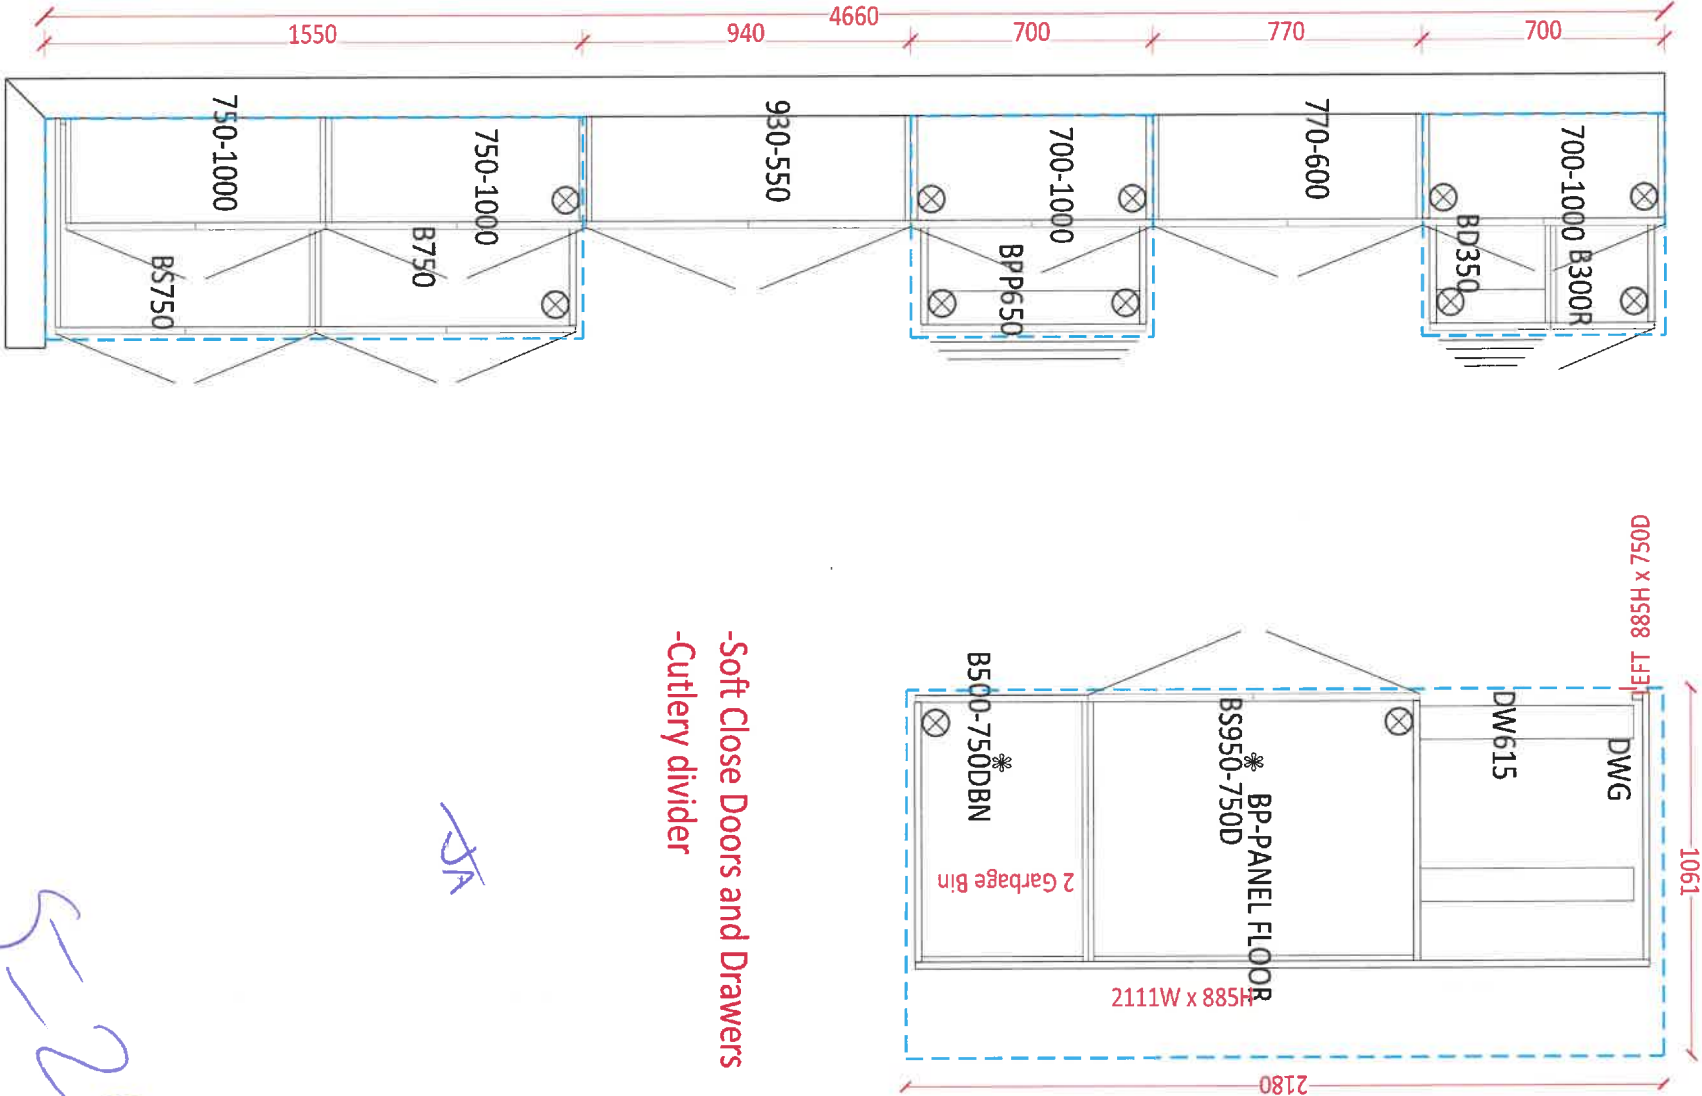 4660
1550
940
700
770
700
750-1000
750-1000
930-550
700-1000
770-600
700-1000
BS750
B750
BPP650
BD350
B300R
LEFT 885H x 750D
1061
B500-750DBN
BS950-750D
BP-PANEL FLOOR
DW615
DWG
2 Garbage Bin
2111W x 885H
2180
-Soft Close Doors and Drawers
-Cutlery divider
JA